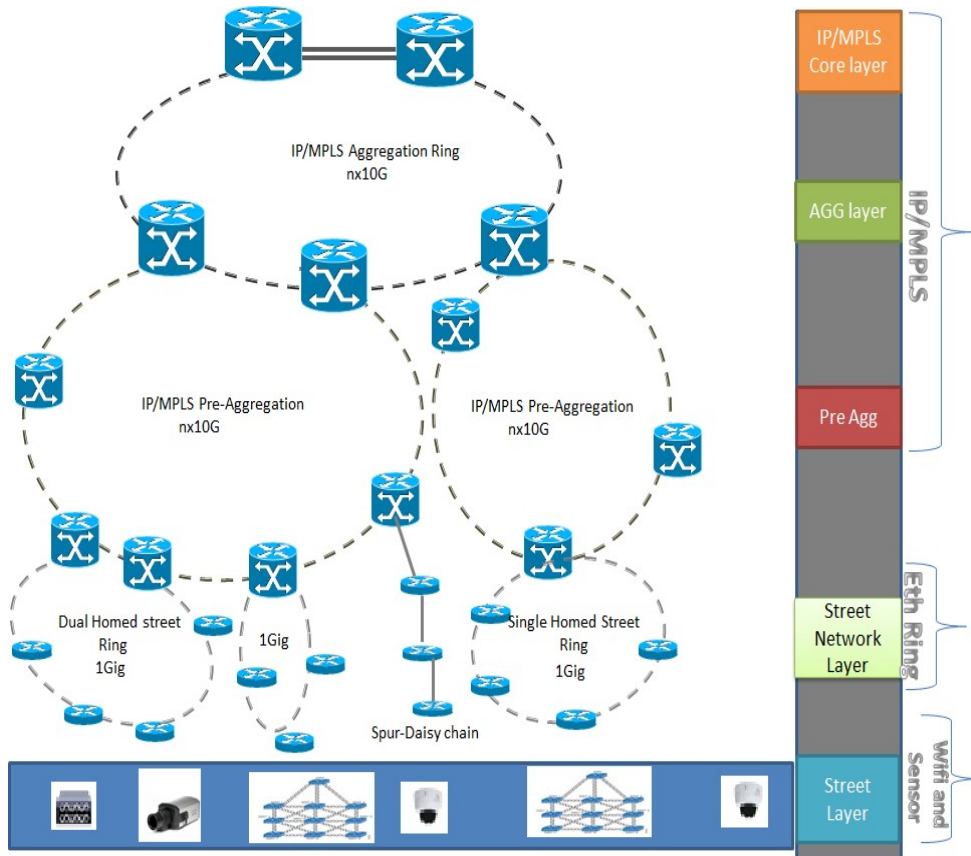 IP/MPLS
Core layer
IP/MPLS Aggregation Ring
nx10G
AGG layer
IP/MPLS
IP/MPLS Pre-Aggregation
nx10G
IP/MPLS Pre-Aggregation
nx10G
Pre Agg
Dual Homed street
Ring
1Gig
1Gig
Single Homed Street
Ring
1Gig
Spur-Daisy chain
Street
Network
Layer
Eth Ring
Street
Layer
Wifi and
Sensor